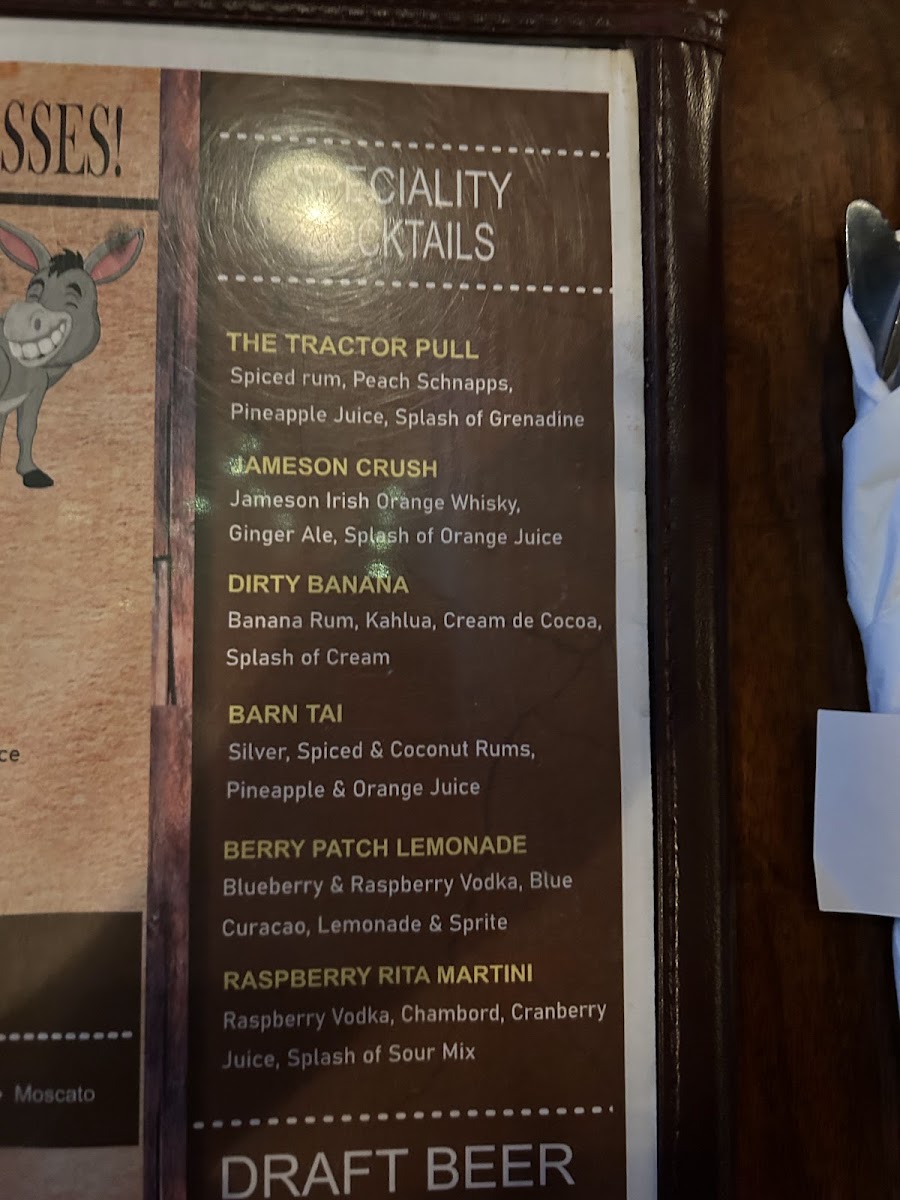 SSES!
SPECIALITY
COCKTAILS
THE TRACTOR PULL
Spiced rum, Peach Schnapps,
Pineapple Juice, Splash of Grenadine
JAMESON CRUSH
Jameson Irish Orange Whisky,
Ginger Ale, Splash of Orange Juice
DIRTY BANANA
Banana Rum, Kahlua, Cream de Cocoa,
Splash of Cream
BARN TAI
Silver, Spiced & Coconut Rums,
Pineapple & Orange Juice
BERRY PATCH LEMONADE
Blueberry & Raspberry Vodka, Blue
Curacao, Lemonade & Sprite
RASPBERRY RITA MARTINI
Raspberry Vodka, Chambord, Cranberry
Juice, Splash of Sour Mix
DRAFT BEER
ce
Moscato